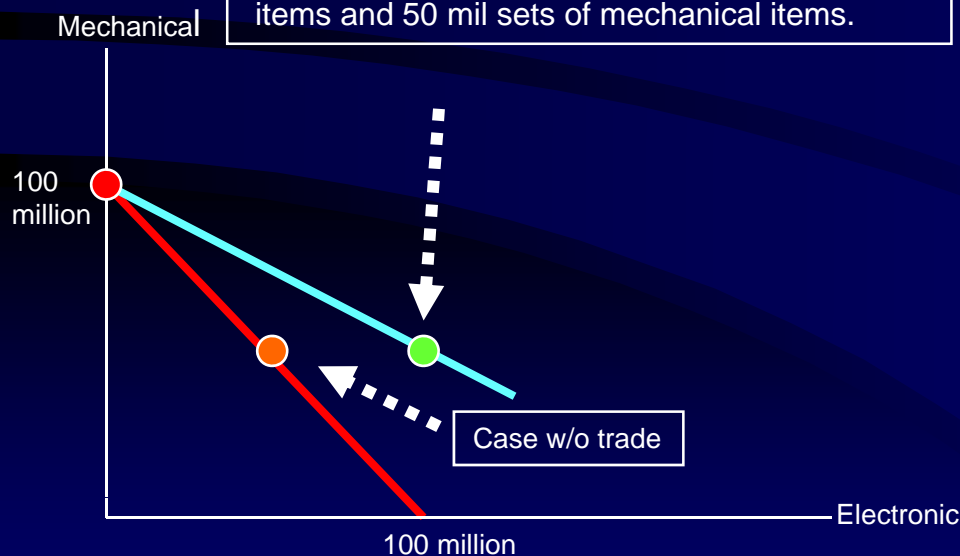 items and 50 mil sets of mechanical items.
Mechanical
100
million
Case w/o trade
Electronic
100 million